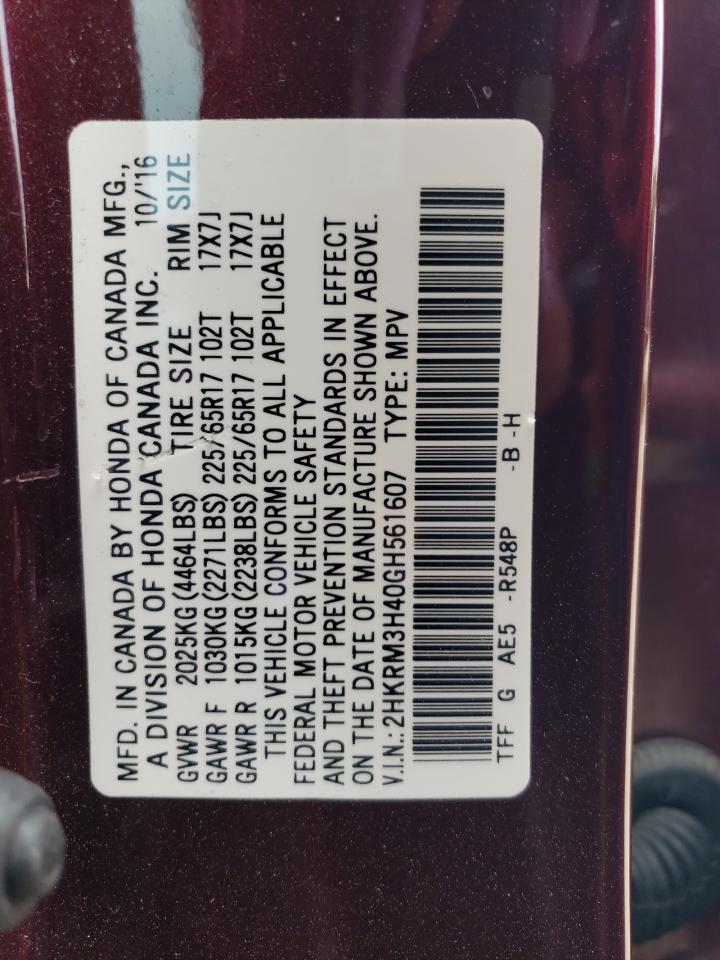 MFD. IN CANADA BY HONDA OF CANADA MFG.,
A DIVISION OF HONDA CANADA INC. 10/'16
GVWR 2025KG(4464LBS) TIRE SIZE RIM SIZE
GAWR F 1030KG(2271LBS) 225/65R17 102T 17X7J
GAWR R 1015KG(2238LBS) 225/65R17 102T 17X7J
THIS VEHICLE CONFORMS TO ALL APPLICABLE
FEDERAL MOTOR VEHICLE SAFETY
AND THEFT PREVENTION STANDARDS IN EFFECT
ON THE DATE OF MANUFACTURE SHOWN ABOVE.
V.I.N.:2HKRM3H40GH561607 TYPE: MPV
TFF G AE5 -R548P -B -H